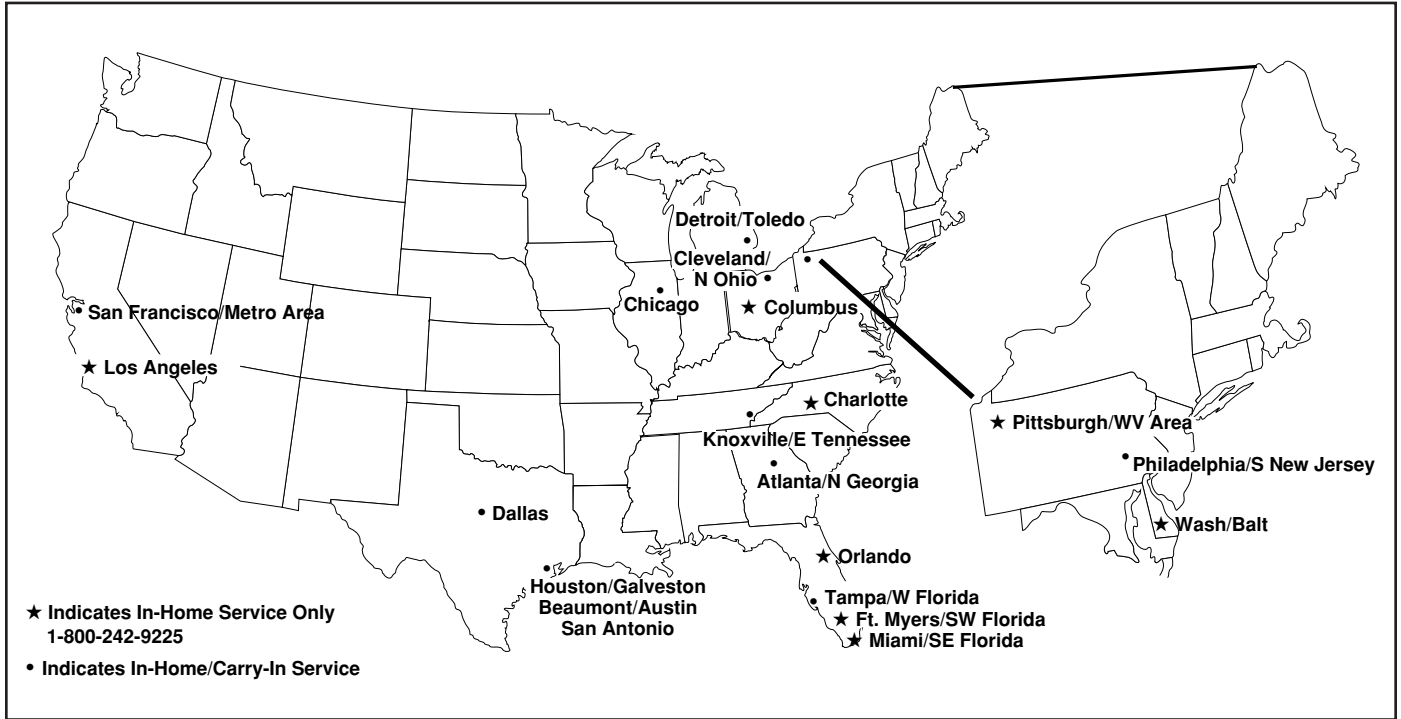 Detroit/Toledo
Cleveland/
N Ohio
Chicago
★ Columbus
• San Francisco/Metro Area
★ Los Angeles
★ Charlotte
Knoxville/E Tennessee
Atlanta/N Georgia
★ Pittsburgh/WV Area
• Philadelphia/S New Jersey
★ Wash/Balt
• Dallas
★ Orlando
Houston/Galveston
Beaumont/Austin
San Antonio
Tampa/W Florida
★ Ft. Myers/SW Florida
★ Miami/SE Florida
★ Indicates In-Home Service Only
1-800-242-9225
• Indicates In-Home/Carry-In Service